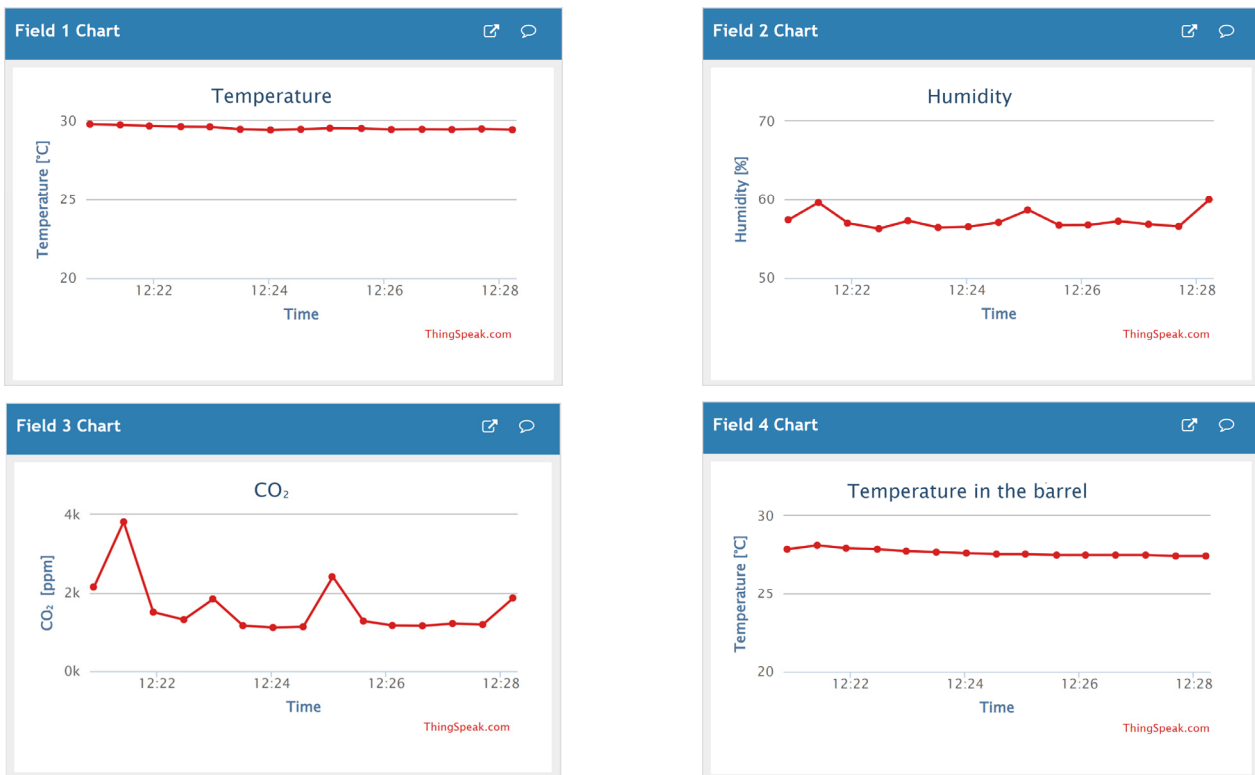 Field 1 Chart
Temperature
Temperature [°C]
30
25
20
12:22 12:24 12:26 12:28
Time
ThingSpeak.com
Field 2 Chart
Humidity
Humidity [%]
70
60
50
12:22 12:24 12:26 12:28
Time
ThingSpeak.com
Field 3 Chart
CO₂
CO₂ [ppm]
4k
2k
0k
12:22 12:24 12:26 12:28
Time
ThingSpeak.com
Field 4 Chart
Temperature in the barrel
Temperature [°C]
30
25
20
12:22 12:24 12:26 12:28
Time
ThingSpeak.com